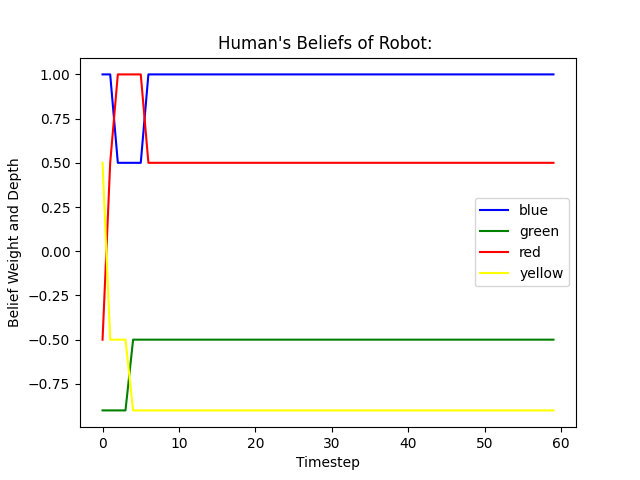 Human's Beliefs of Robot:
1.00
0.75
0.50
0.25
0.00
−0.25
−0.50
−0.75
Belief Weight and Depth
blue
green
red
yellow
0 10 20 30 40 50 60
Timestep